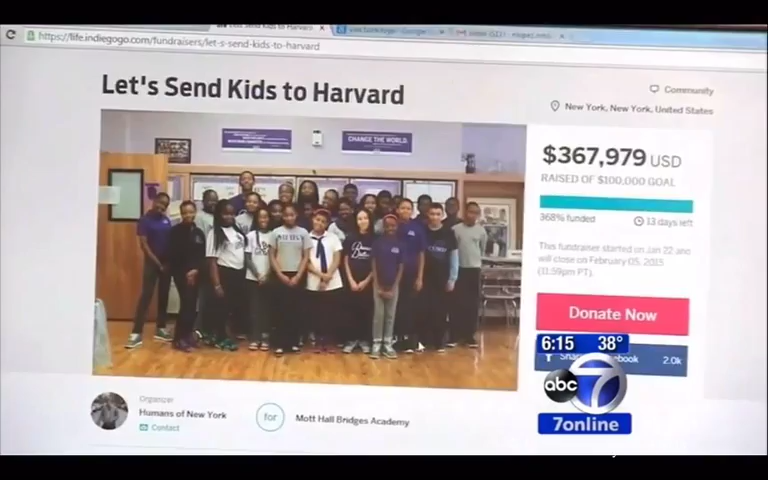 https://life.indiegogo.com/fundraisers/let-s-send-kids-to-harvard
Let's Send Kids to Harvard
Community
New York, New York, United States
CHANGE THE WORLD
$367,979 USD
RAISED OF $100,000 GOAL
368% funded
13 days left
This fundraiser started on Jan 22 and
will close on February 05, 2015
(11:59pm PT).
Donate Now
6:15 38°
2.0k
abc 7
7online
Organizer
Humans of New York
Contact
for
Mott Hall Bridges Academy